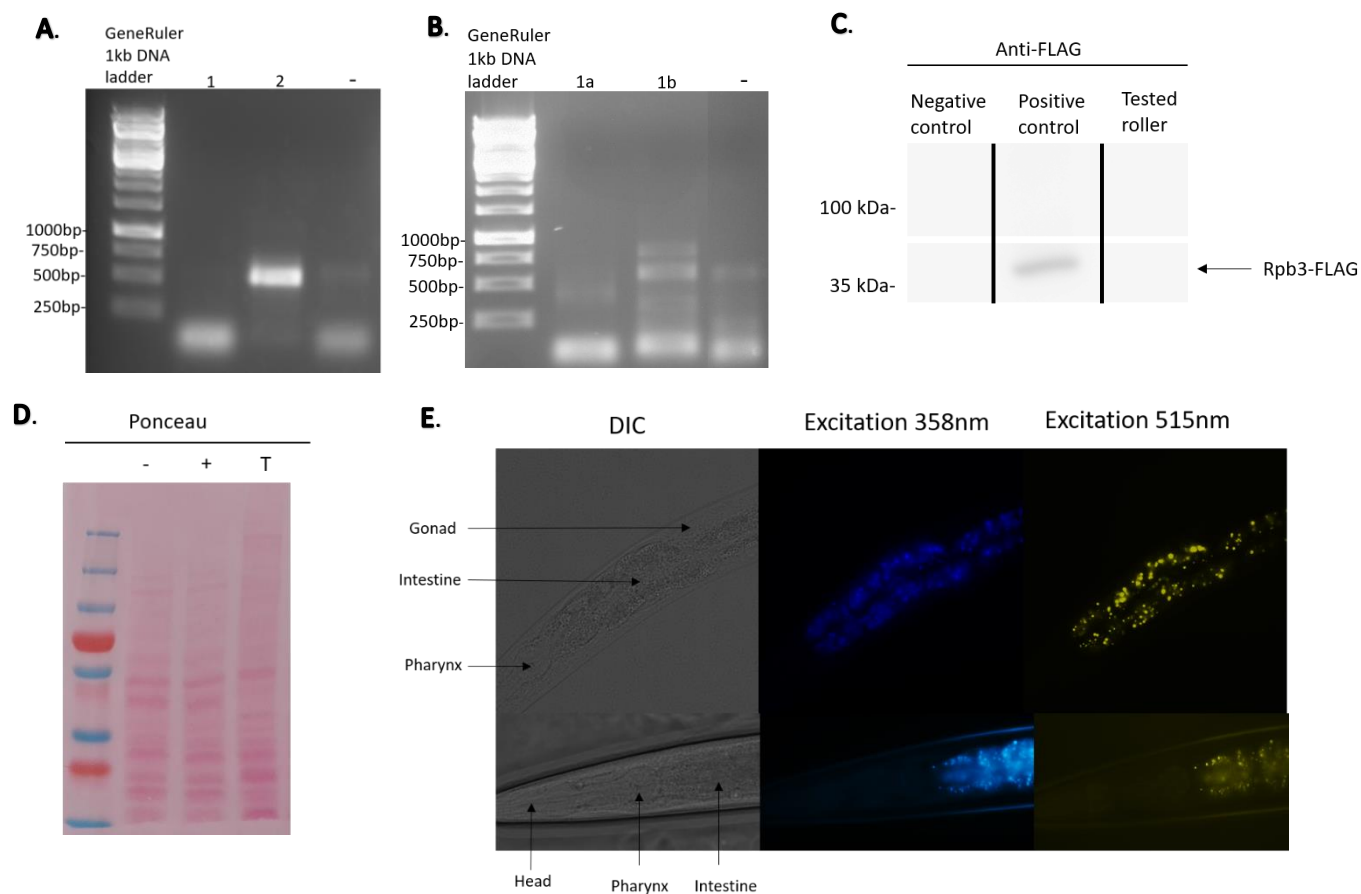 A.
GeneRuler
1kb DNA
ladder
1
2
-
1000bp-
750bp-
500bp-
250bp-
B.
GeneRuler
1kb DNA
ladder
1a
1b
-
1000bp-
750bp-
500bp-
250bp-
C.
Anti-FLAG
Negative
control
Positive
control
Tested
roller
100 kDa-
35 kDa-
Rpb3-FLAG
D.
Ponceau
- + T
E.
DIC
Excitation 358nm
Excitation 515nm
Gonad
Intestine
Pharynx
Head
Pharynx
Intestine